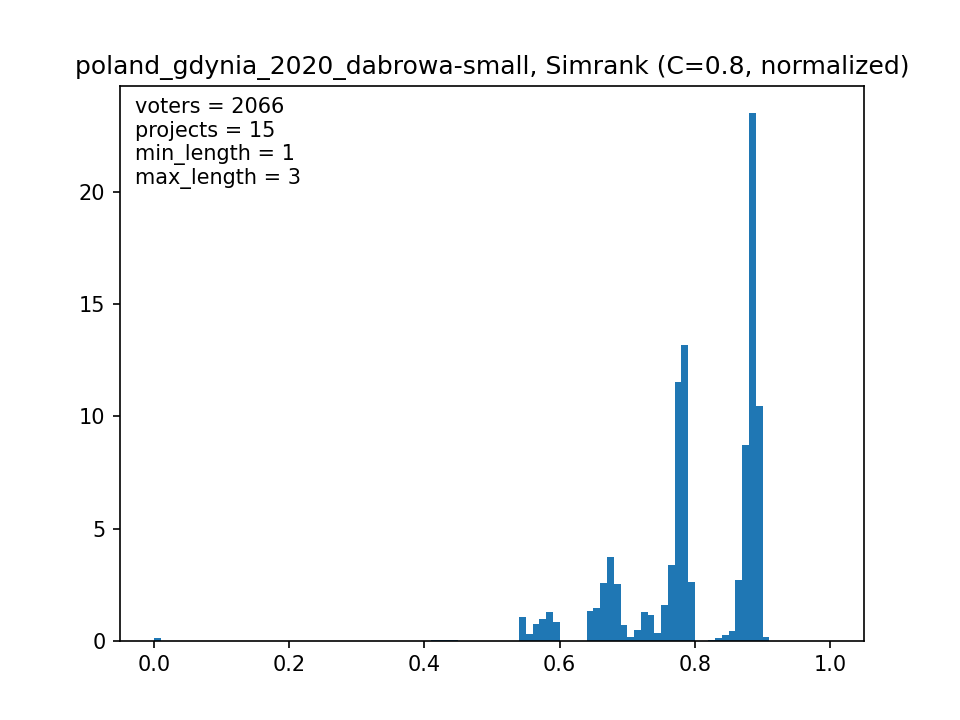 poland_gdynia_2020_dabrowa-small, Simrank (C=0.8, normalized)
voters = 2066
projects = 15
min_length = 1
max_length = 3
20
15
10
5
0
0.0 0.2 0.4 0.6 0.8 1.0